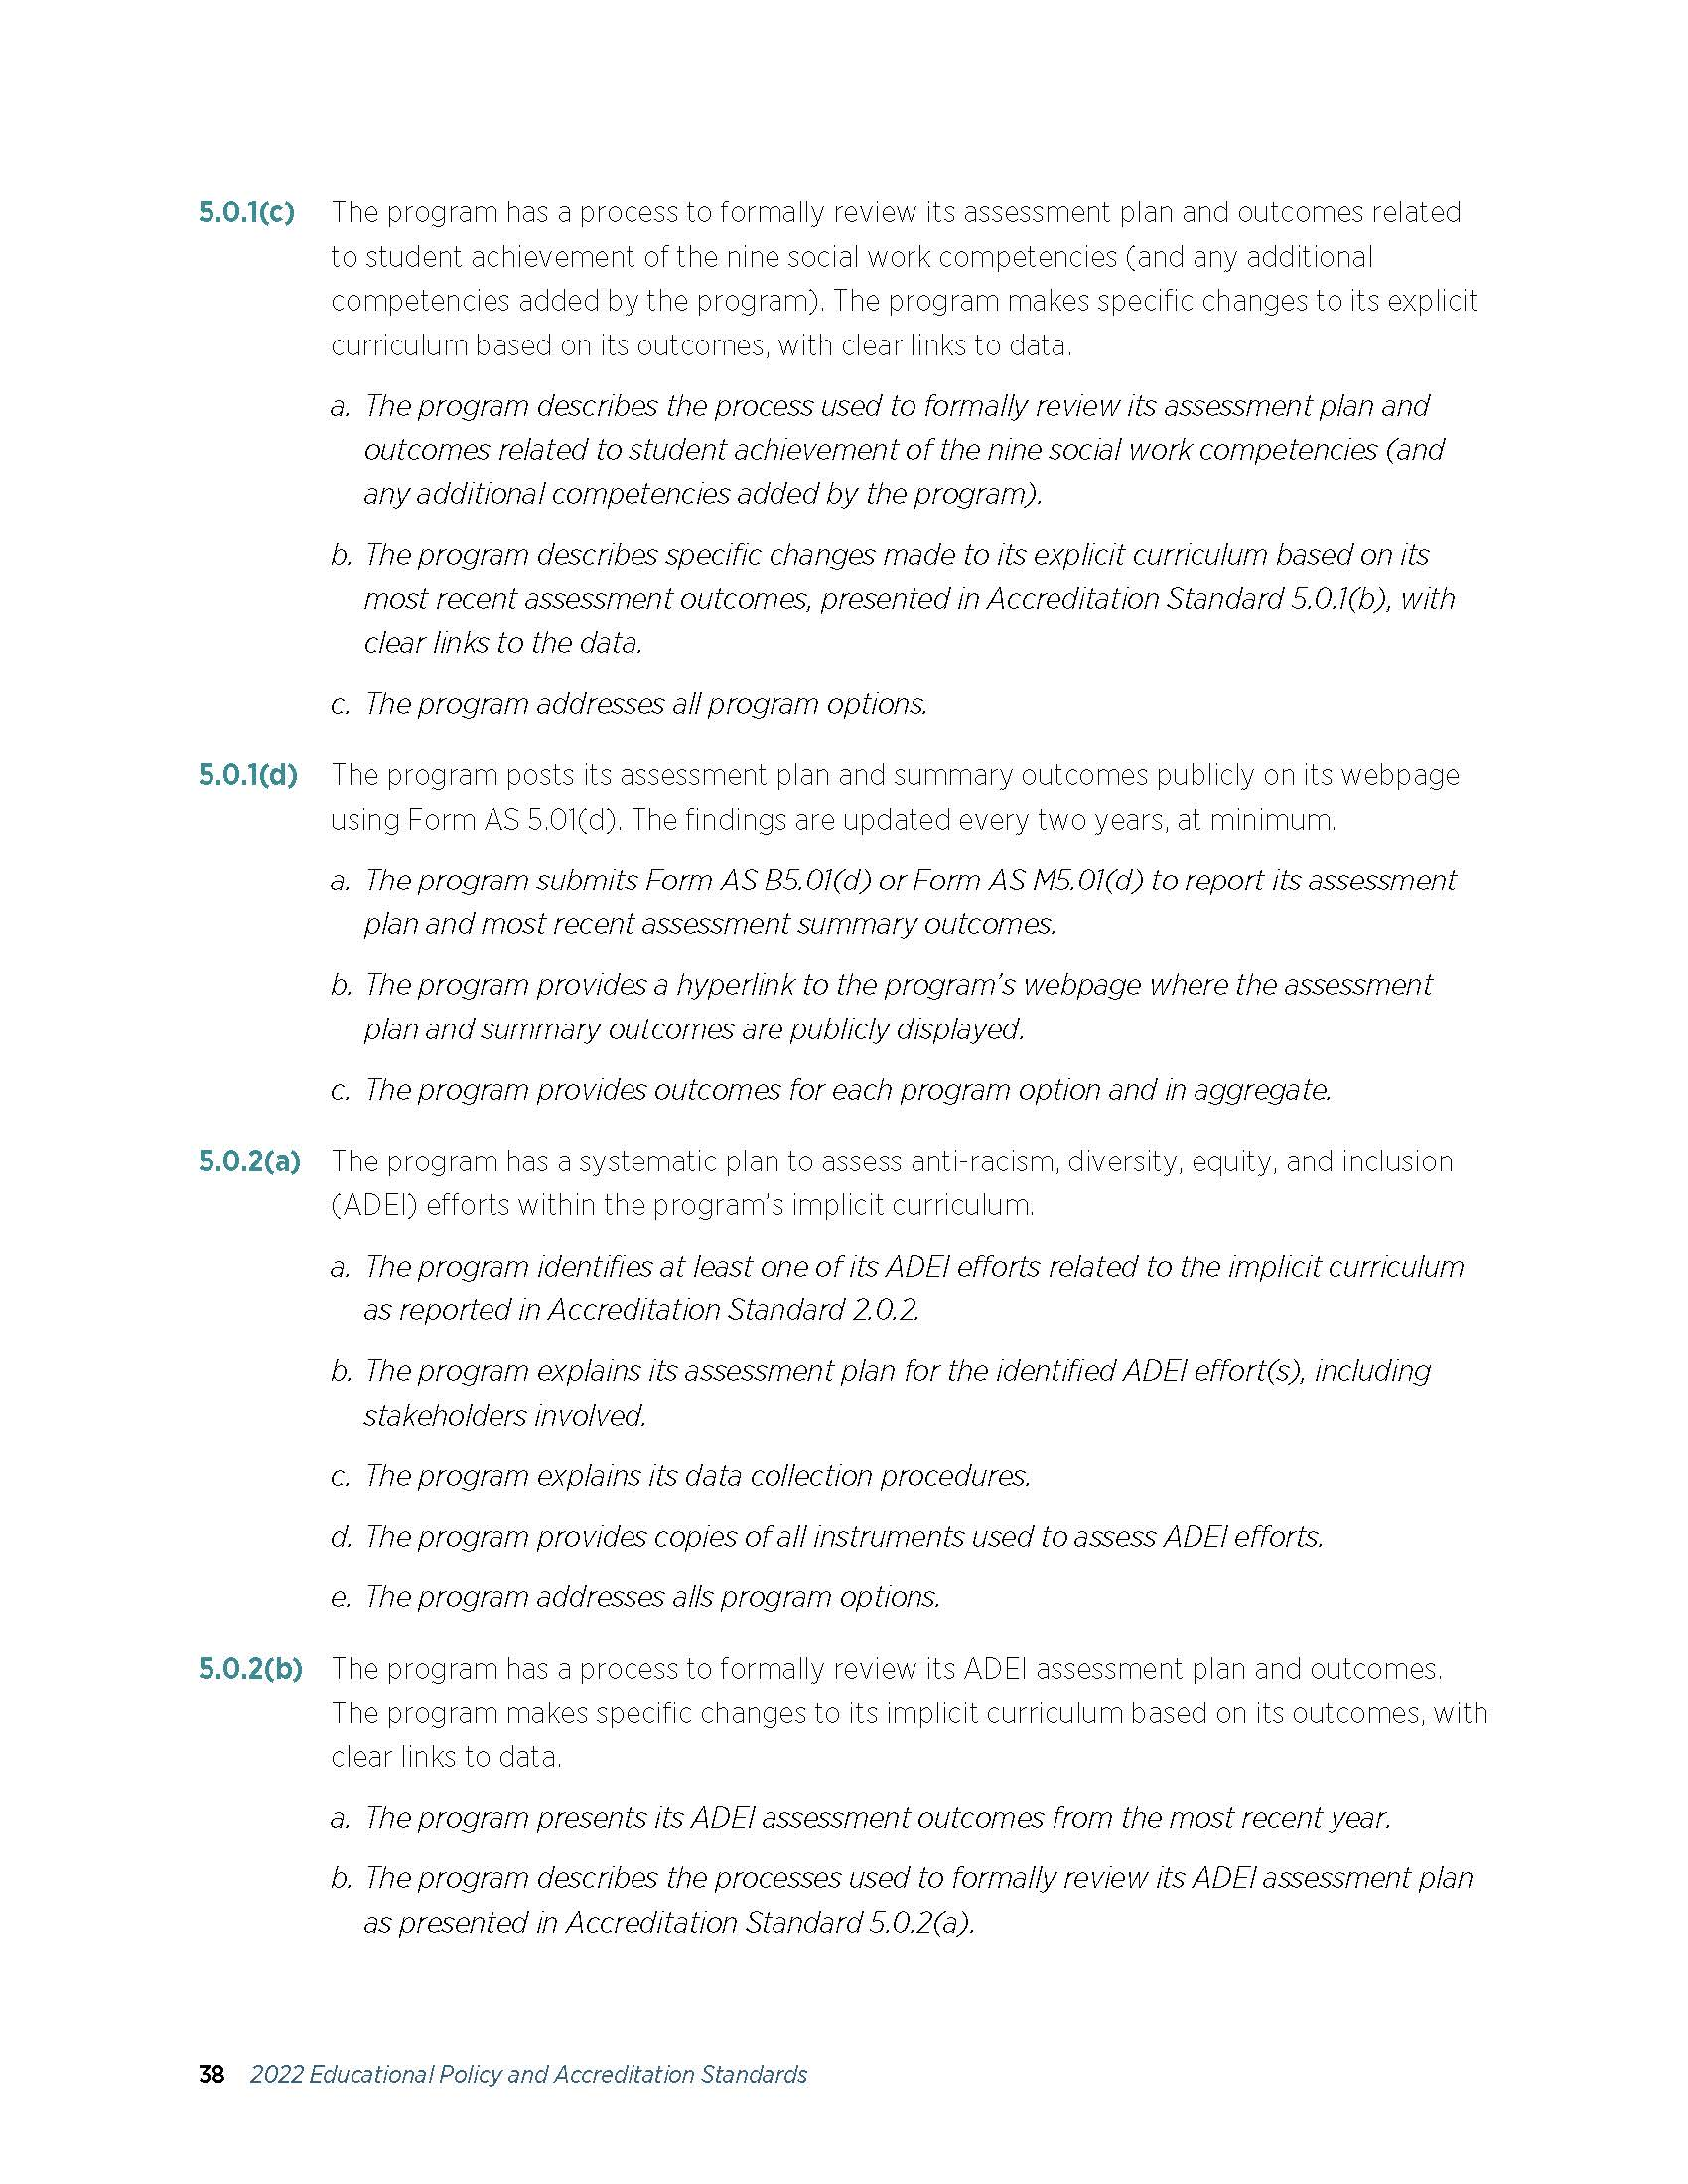 5.0.1(c) The program has a process to formally review its assessment plan and outcomes related
to student achievement of the nine social work competencies (and any additional
competencies added by the program). The program makes specific changes to its explicit
curriculum based on its outcomes, with clear links to data.
a. The program describes the process used to formally review its assessment plan and
outcomes related to student achievement of the nine social work competencies (and
any additional competencies added by the program).
b. The program describes specific changes made to its explicit curriculum based on its
most recent assessment outcomes, presented in Accreditation Standard 5.0.1(b), with
clear links to the data.
c. The program addresses all program options.
5.0.1(d) The program posts its assessment plan and summary outcomes publicly on its webpage
using Form AS 5.01(d). The findings are updated every two years, at minimum.
a. The program submits Form AS B5.01(d) or Form AS M5.01(d) to report its assessment
plan and most recent assessment summary outcomes.
b. The program provides a hyperlink to the program's webpage where the assessment
plan and summary outcomes are publicly displayed.
c. The program provides outcomes for each program option and in aggregate.
5.0.2(a) The program has a systematic plan to assess anti-racism, diversity, equity, and inclusion
(ADEI) efforts within the program's implicit curriculum.
a. The program identifies at least one of its ADEI efforts related to the implicit curriculum
as reported in Accreditation Standard 2.0.2.
b. The program explains its assessment plan for the identified ADEI effort(s), including
stakeholders involved.
c. The program explains its data collection procedures.
d. The program provides copies of all instruments used to assess ADEI efforts.
e. The program addresses alls program options.
5.0.2(b) The program has a process to formally review its ADEI assessment plan and outcomes.
The program makes specific changes to its implicit curriculum based on its outcomes, with
clear links to data.
a. The program presents its ADEI assessment outcomes from the most recent year.
b. The program describes the processes used to formally review its ADEI assessment plan
as presented in Accreditation Standard 5.0.2(a).
38 2022 Educational Policy and Accreditation Standards